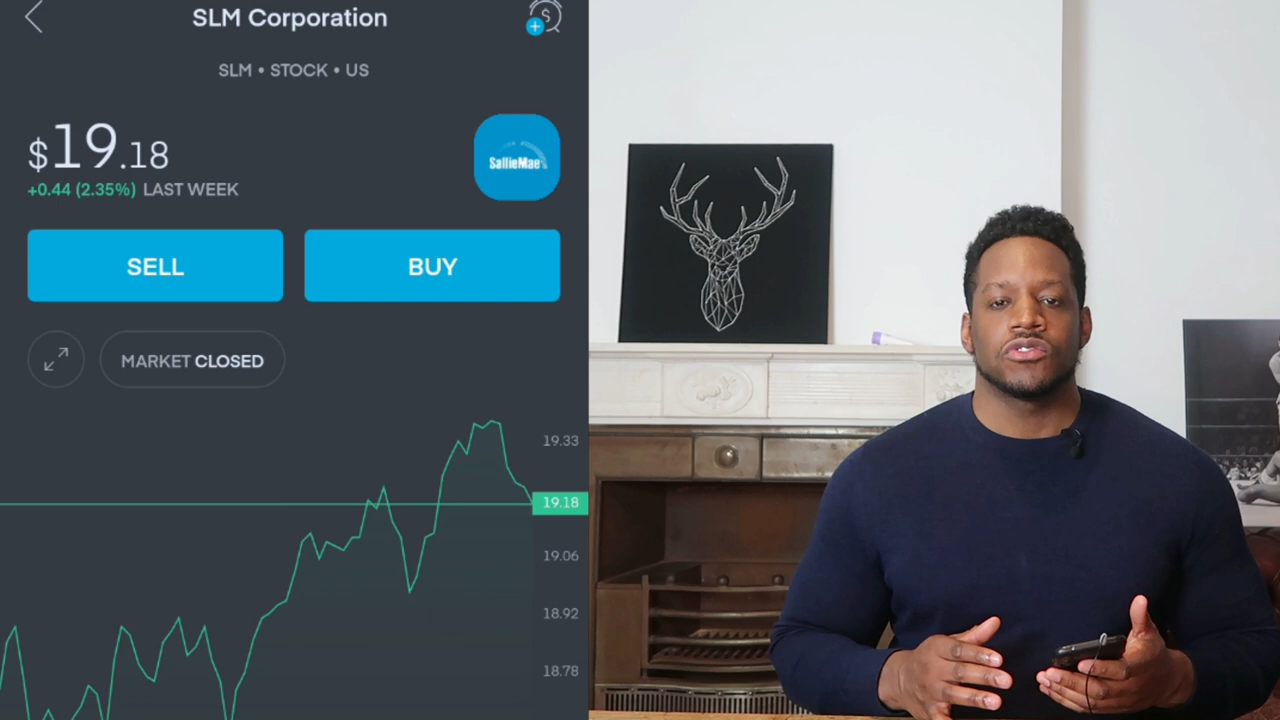 SLM Corporation
$
SLM • STOCK • US
$19.18
SallieMae
+0.44 (2.35%) LAST WEEK
SELL
BUY
MARKET CLOSED
19.33
19.18
19.06
18.92
18.78